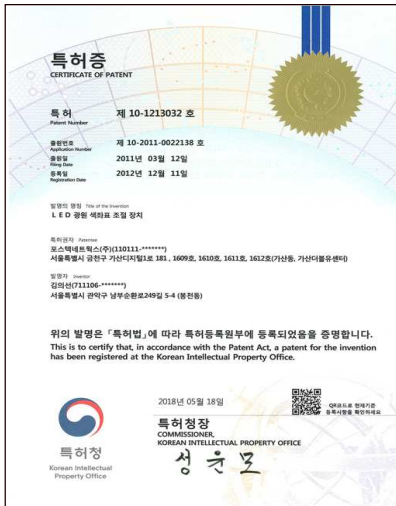 특허증
CERTIFICATE OF PATENT
특 허 제 10-1213032 호
Patent Number
출원번호 제 10-2011-0022138 호
Application Number
출원일 2011년 03월 12일
Filing Date
등록일 2012년 12월 11일
Registration Date
발명의 명칭 Title of the Invention
LED 광원 색좌표 조절 장치
특허권자 Patentee
포스텍네트웍스(주)(110111-*******)
서울특별시 금천구 가산디지털1로 181 , 1609호, 1610호, 1611호, 1612호(가산동, 가산더블유센터)
발명자 Inventor
김의선(711106-*******)
서울특별시 관악구 남부순환로249길 5-4 (봉천동)
위의 발명은 「특허법」에 따라 특허등록원부에 등록되었음을 증명합니다.
This is to certify that, in accordance with the Patent Act, a patent for the invention
has been registered at the Korean Intellectual Property Office.
2018년 05월 18일
QR코드로 현재기준
등록사항을 확인하세요
특허청장
COMMISSIONER,
KOREAN INTELLECTUAL PROPERTY OFFICE
성윤모
특허청
Korean Intellectual
Property Office